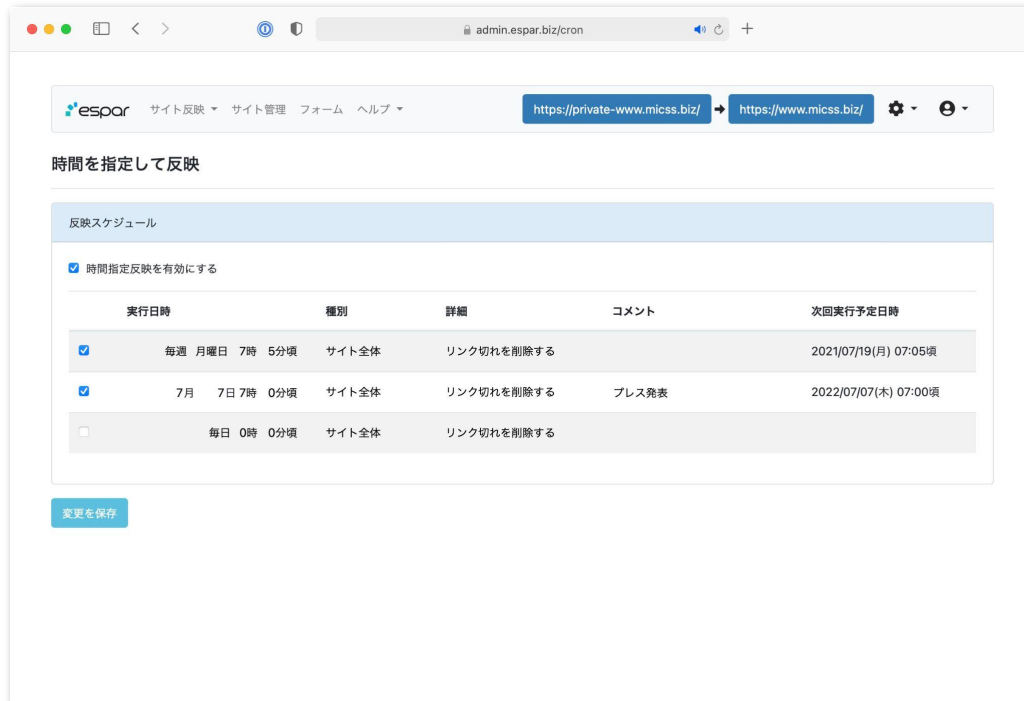 admin.espar.biz/cron
espar サイト反映 サイト管理 フォーム ヘルプ https://private-www.micss.biz/ https://www.micss.biz/
時間を指定して反映
反映スケジュール
時間指定反映を有効にする
実行日時 種別 詳細 コメント 次回実行予定日時
毎週 月曜日 7時 5分頃 サイト全体 リンク切れを削除する 2021/07/19(月) 07:05頃
7月 7日 7時 0分頃 サイト全体 リンク切れを削除する プレス発表 2022/07/07(木) 07:00頃
毎日 0時 0分頃 サイト全体 リンク切れを削除する
変更を保存